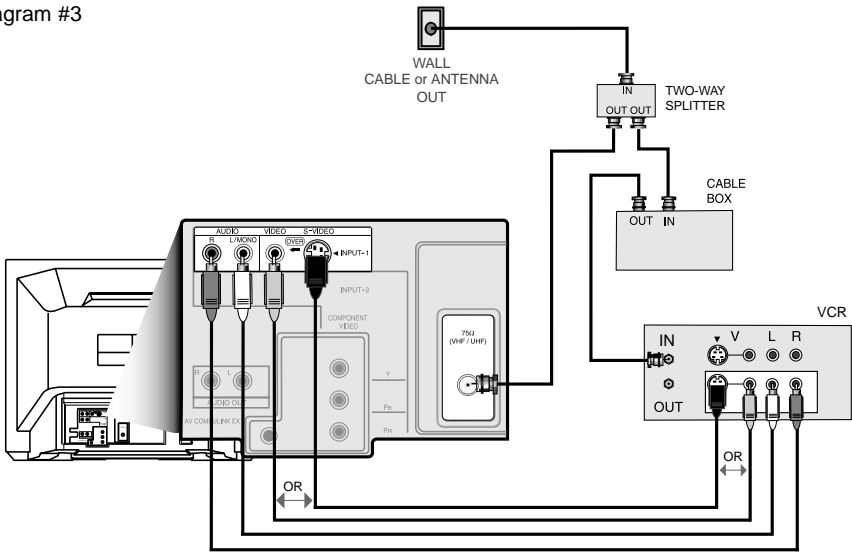 agram #3
WALL
CABLE or ANTENNA
OUT
IN
OUT OUT
TWO-WAY
SPLITTER
CABLE
BOX
OUT IN
AUDIO
R L/MONO
VIDEO
S-VIDEO
OVER
INPUT-1
INPUT-2
COMPONENT
VIDEO
75Ω
(VHF / UHF)
R L
AUDIO OUT
AV COMPULINK EX
Y
PB
PR
VCR
IN
V L R
OUT
OR
OR